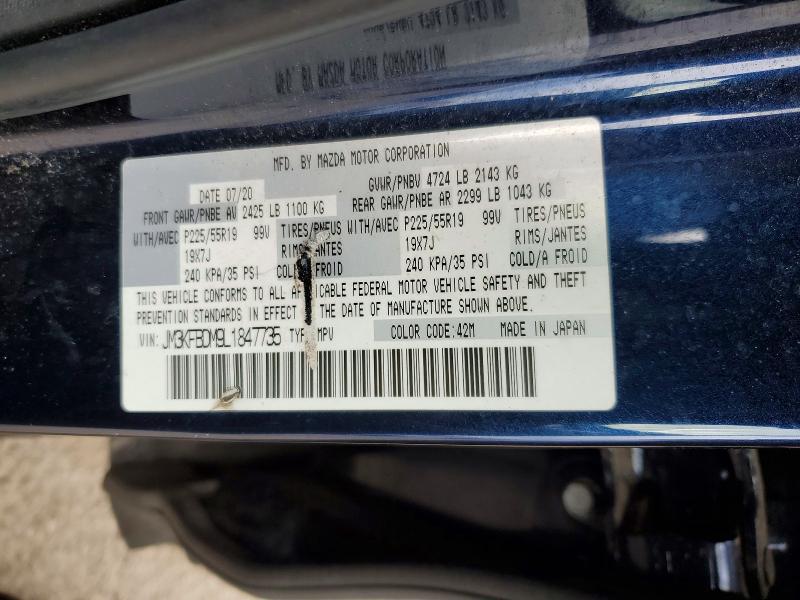 MFD. BY MAZDA MOTOR CORPORATION
DATE 07/20 GVWR/PNBV 4724 LB 2143 KG
FRONT GAWR/PNBE AV 2425 LB 1100 KG REAR GAWR/PNBE AR 2299 LB 1043 KG
WITH/AVEC P225/55R19 99V TIRES/PNEUS WITH/AVEC P225/55R19 99V TIRES/PNEUS
19X7J RIMS/JANTES 19X7J RIMS/JANTES
240 KPA/35 PSI COLD FROID 240 KPA/35 PSI COLD/A FROID
THIS VEHICLE CONFORMS TO ALL CABLE FEDERAL MOTOR VEHICLE SAFETY AND THEFT
PREVENTION STANDARDS IN EFFECT THE DATE OF MANUFACTURE SHOWN ABOVE.
VIN: JM3KFBDM9L1847735 TYP MPV COLOR CODE:42M MADE IN JAPAN